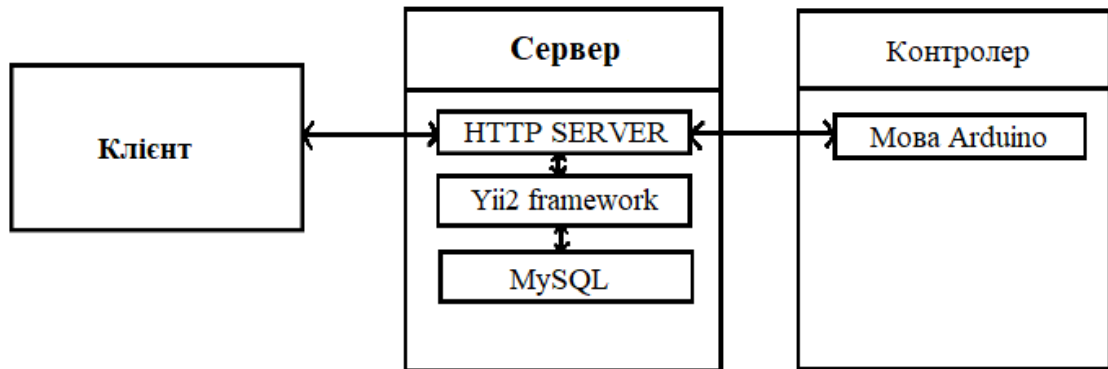 Клієнт
Сервер
HTTP SERVER
Yii2 framework
MySQL
Контролер
Мова Arduino